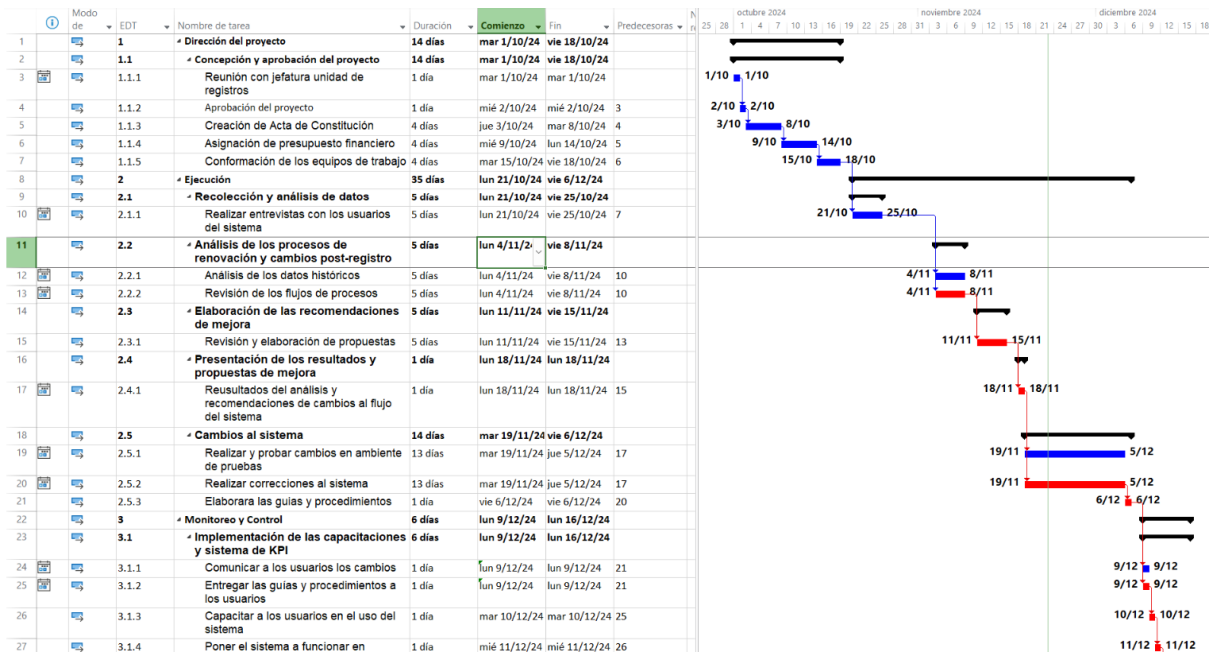 Modo
de
EDT
Nombre de tarea
Duración
Comienzo
Fin
Predecesoras
N
octubre 2024
noviembre 2024
diciembre 2024
25 28 1 4 7 10 13 16 19 22 25 28 31 3 6 9 12 15 18 21 24 27 30 3 6 9 12 15 18
1 1 Dirección del proyecto 14 días mar 1/10/24 vie 18/10/24
2 1.1 Concepción y aprobación del proyecto 14 días mar 1/10/24 vie 18/10/24
3 1.1.1 Reunión con jefatura unidad de 1 día mar 1/10/24 mar 1/10/24 1/10 1/10
registros
4 1.1.2 Aprobación del proyecto 1 día mié 2/10/24 mié 2/10/24 3 2/10 2/10
5 1.1.3 Creación de Acta de Constitución 4 días jue 3/10/24 mar 8/10/24 4 3/10 8/10
6 1.1.4 Asignación de presupuesto financiero 4 días mié 9/10/24 lun 14/10/24 5 9/10 14/10
7 1.1.5 Conformación de los equipos de trabajo 4 días mar 15/10/24 vie 18/10/24 6 15/10 18/10
8 2 Ejecución 35 días lun 21/10/24 vie 6/12/24
9 2.1 Recolección y análisis de datos 5 días lun 21/10/24 vie 25/10/24
10 2.1.1 Realizar entrevistas con los usuarios 5 días lun 21/10/24 vie 25/10/24 7 21/10 25/10
del sistema
11 2.2 Análisis de los procesos de 5 días lun 4/11/2 vie 8/11/24
renovación y cambios post-registro
12 2.2.1 Análisis de los datos históricos 5 días lun 4/11/24 vie 8/11/24 10 4/11 8/11
13 2.2.2 Revisión de los flujos de procesos 5 días lun 4/11/24 vie 8/11/24 10 4/11 8/11
14 2.3 Elaboración de las recomendaciones 5 días lun 11/11/24 vie 15/11/24
de mejora
15 2.3.1 Revisión y elaboración de propuestas 5 días lun 11/11/24 vie 15/11/24 13 11/11 15/11
16 2.4 Presentación de los resultados y 1 día lun 18/11/24 lun 18/11/24
propuestas de mejora
17 2.4.1 Reusultados del análisis y 1 día lun 18/11/24 lun 18/11/24 15 18/11 18/11
recomendaciones de cambios al flujo
del sistema
18 2.5 Cambios al sistema 14 días mar 19/11/24 vie 6/12/24
19 2.5.1 Realizar y probar cambios en ambiente 13 días mar 19/11/24 jue 5/12/24 17 19/11 5/12
de pruebas
20 2.5.2 Realizar correcciones al sistema 13 días mar 19/11/24 jue 5/12/24 17 19/11 5/12
21 2.5.3 Elaborara las guias y procedimientos 1 día vie 6/12/24 vie 6/12/24 20 6/12 6/12
22 3 Monitoreo y Control 6 días lun 9/12/24 lun 16/12/24
23 3.1 Implementación de las capacitaciones 6 días lun 9/12/24 lun 16/12/24
y sistema de KPI
24 3.1.1 Comunicar a los usuarios los cambios 1 día lun 9/12/24 lun 9/12/24 21 9/12 9/12
25 3.1.2 Entregar las guías y procedimientos a 1 día lun 9/12/24 lun 9/12/24 21 9/12 9/12
los usuarios
26 3.1.3 Capacitar a los usuarios en el uso del 1 día mar 10/12/24 mar 10/12/24 25 10/12 10/12
sistema
27 3.1.4 Poner el sistema a funcionar en 1 día mié 11/12/24 mié 11/12/24 26 11/12 11/12